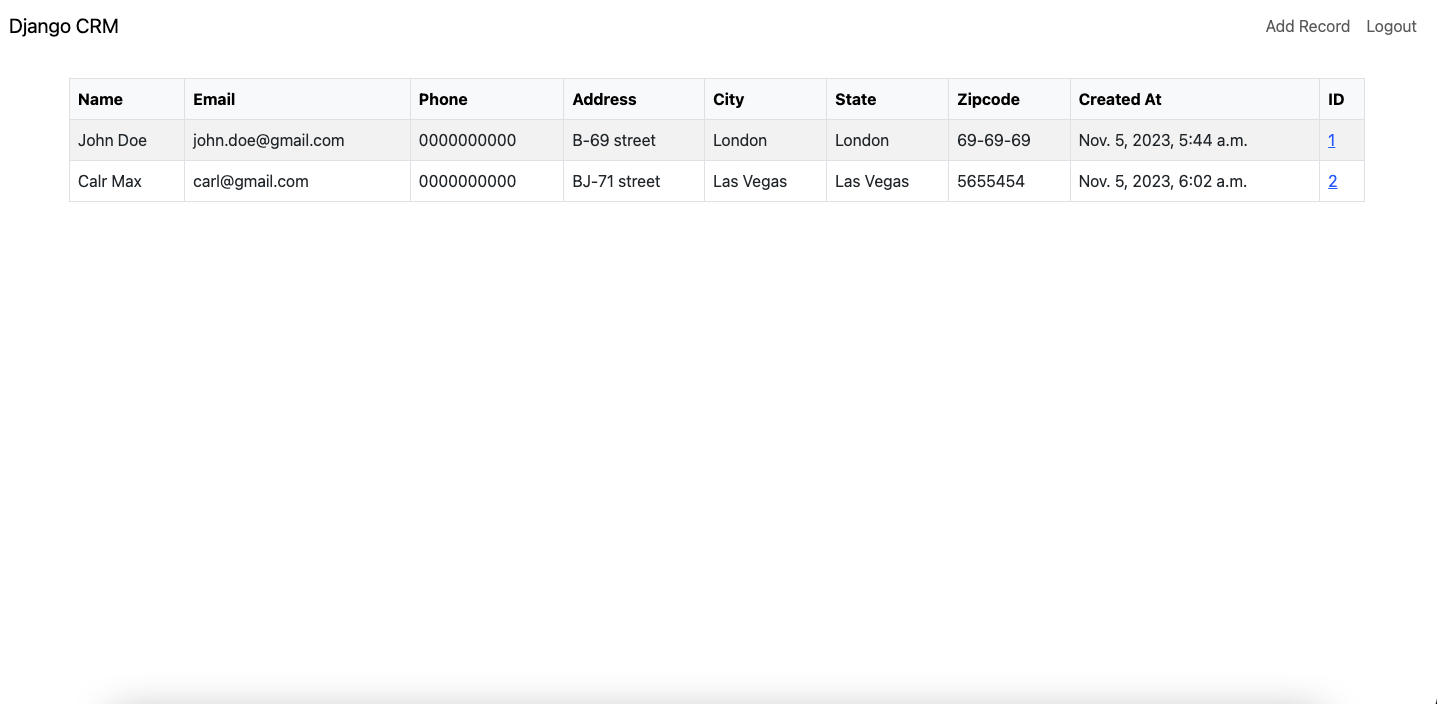 Django CRM Add Record Logout
Name Email Phone Address City State Zipcode Created At ID
John Doe john.doe@gmail.com 0000000000 B-69 street London London 69-69-69 Nov. 5, 2023, 5:44 a.m. 1
Calr Max carl@gmail.com 0000000000 BJ-71 street Las Vegas Las Vegas 5655454 Nov. 5, 2023, 6:02 a.m. 2